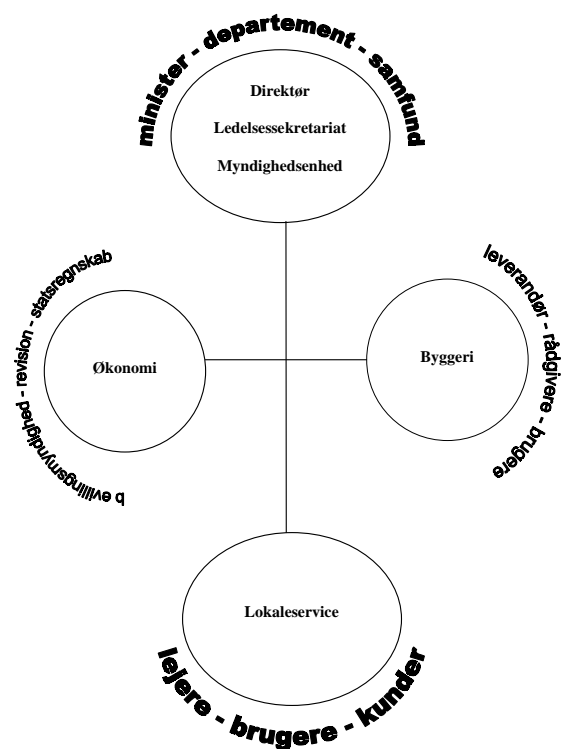 minister - departement - samfund
Direktør
Ledelsessekretariat
Myndighedsenhed
bevillingsmyndighed - revision - statsregnskab
Økonomi
Byggeri
leverandør - rådgivere - brugere
Lokaleservice
lejere - brugere - kunder